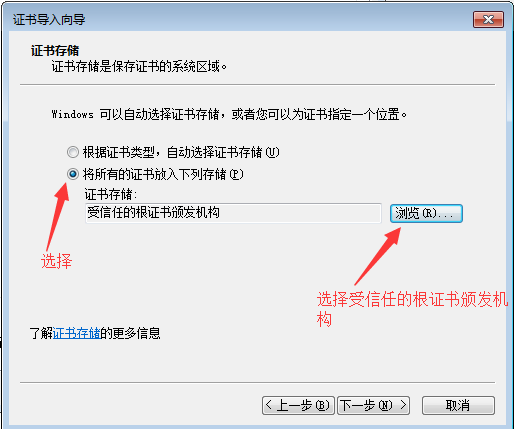 证书导入向导
证书存储
证书存储是保存证书的系统区域。
Windows 可以自动选择证书存储，或者您可以为证书指定一个位置。
根据证书类型，自动选择证书存储(U)
将所有的证书放入下列存储(P)
证书存储:
受信任的根证书颁发机构
浏览(R)...
选择
选择受信任的根证书颁发机
构
了解证书存储的更多信息
< 上一步(B)
下一步(N) >
取消